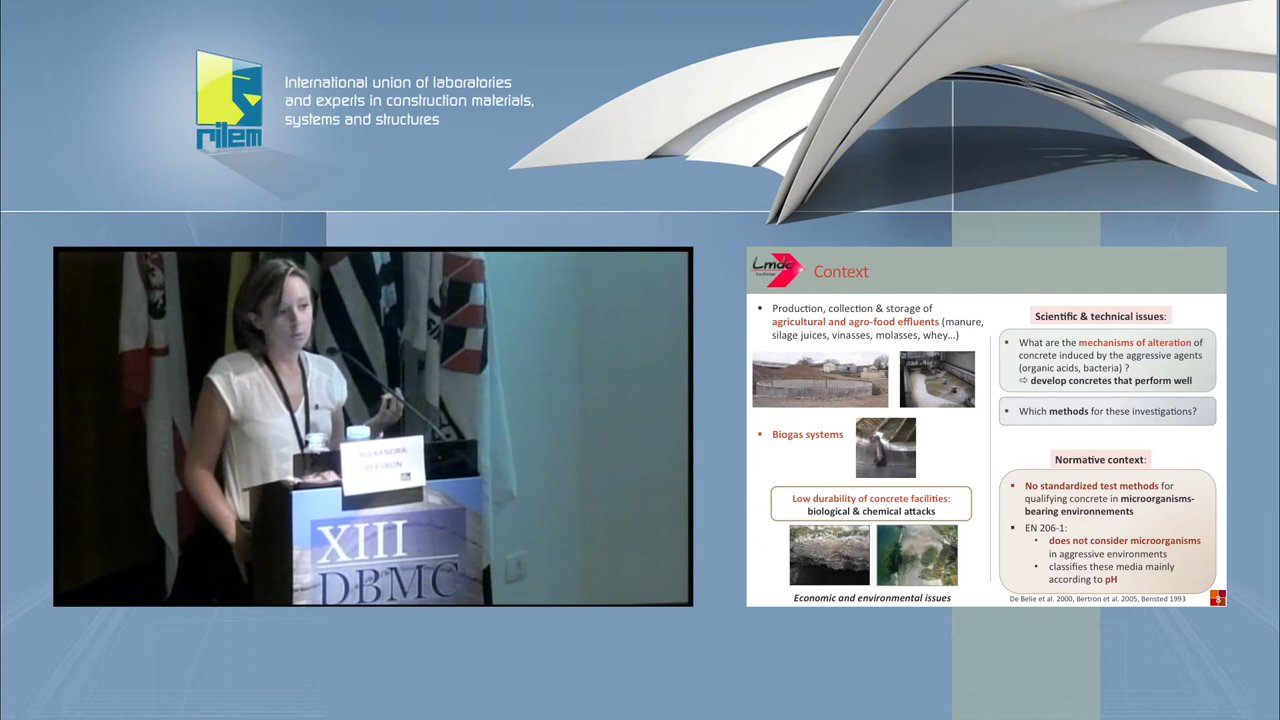 rilem
International union of laboratories
and experts in construction materials,
systems and structures
ALEXANDRA
BERTRON
XIII
DBMC
Lmdc
Context
▪ Production, collection & storage of
agricultural and agro-food effluents (manure,
silage juices, vinasses, molasses, whey…)
▪ Biogas systems
Low durability of concrete facilities:
biological & chemical attacks
Economic and environmental issues
Scientific & technical issues:
▪ What are the mechanisms of alteration of
concrete induced by the aggressive agents
(organic acids, bacteria) ?
⇨ develop concretes that perform well
▪ Which methods for these investigations?
Normative context:
▪ No standardized test methods for
qualifying concrete in microorganisms-
bearing environnements
▪ EN 206-1:
• does not consider microorganisms
in aggressive environments
• classifies these media mainly
according to pH
De Belie et al. 2000, Bertron et al. 2005, Bensted 1993